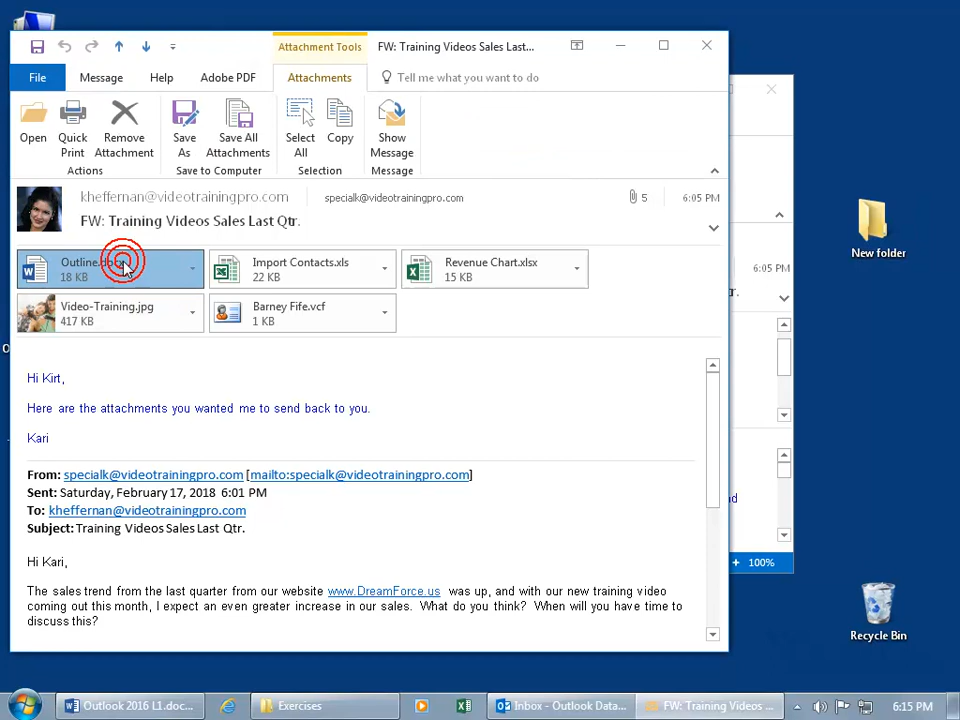 Attachment Tools
FW: Training Videos Sales Last...
File
Message
Help
Adobe PDF
Attachments
Tell me what you want to do
Open
Quick Print
Remove Attachment
Save As
Save All Attachments
Select All
Copy
Show Message
Actions
Save to Computer
Selection
Message
kheffernan@videotrainingpro.com
specialk@videotrainingpro.com
5
6:05 PM
FW: Training Videos Sales Last Qtr.
Outline.docx
18 KB
Import Contacts.xls
22 KB
Revenue Chart.xlsx
15 KB
Video-Training.jpg
417 KB
Barney Fife.vcf
1 KB
Hi Kirt,
Here are the attachments you wanted me to send back to you.
Kari
From: specialk@videotrainingpro.com [mailto:specialk@videotrainingpro.com]
Sent: Saturday, February 17, 2018 6:01 PM
To: kheffernan@videotrainingpro.com
Subject: Training Videos Sales Last Qtr.
Hi Kari,
The sales trend from the last quarter from our website www.DreamForce.us was up, and with our new training video
coming out this month, I expect an even greater increase in our sales. What do you think? When will you have time to
discuss this?
6:05 PM
100%
New folder
Recycle Bin
Outlook 2016 L1.doc...
Exercises
Inbox - Outlook Data...
FW: Training Videos ...
6:15 PM